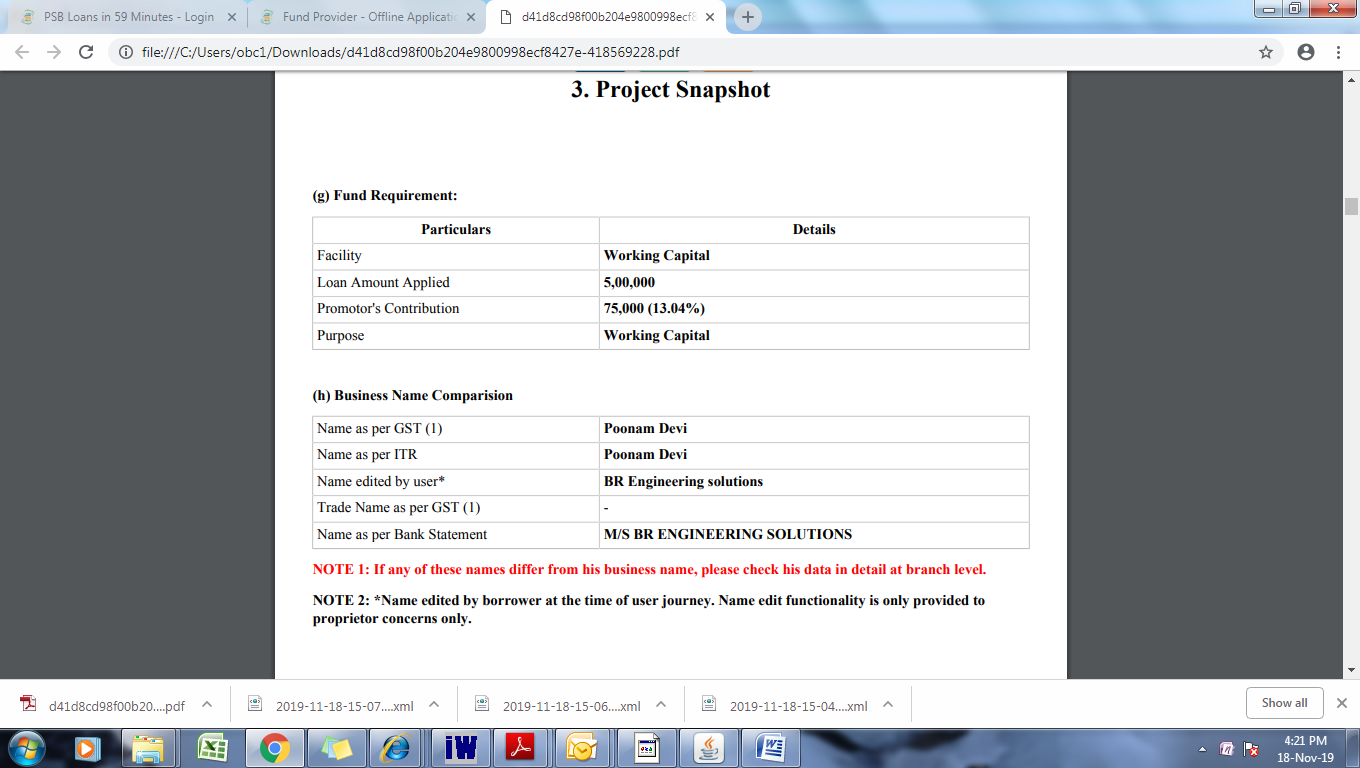 PSB Loans in 59 Minutes - Login
Fund Provider - Offline Applicatio
d41d8cd98f00b204e9800998ecf8
file:///C:/Users/obc1/Downloads/d41d8cd98f00b204e9800998ecf8427e-418569228.pdf
3. Project Snapshot
(g) Fund Requirement:
Particulars Details
Facility Working Capital
Loan Amount Applied 5,00,000
Promotor's Contribution 75,000 (13.04%)
Purpose Working Capital
(h) Business Name Comparision
Name as per GST (1) Poonam Devi
Name as per ITR Poonam Devi
Name edited by user* BR Engineering solutions
Trade Name as per GST (1) -
Name as per Bank Statement M/S BR ENGINEERING SOLUTIONS
NOTE 1: If any of these names differ from his business name, please check his data in detail at branch level.
NOTE 2: *Name edited by borrower at the time of user journey. Name edit functionality is only provided to
proprietor concerns only.
d41d8cd98f00b20....pdf
2019-11-18-15-07....xml
2019-11-18-15-06....xml
2019-11-18-15-04....xml
Show all
iW
4:21 PM
18-Nov-19